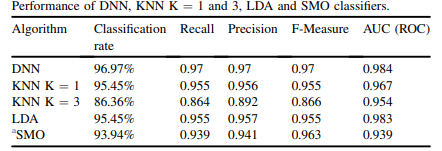 Performance of DNN, KNN K = 1 and 3, LDA and SMO classifiers.
Algorithm Classification rate Recall Precision F-Measure AUC (ROC)
DNN 96.97% 0.97 0.97 0.97 0.984
KNN K = 1 95.45% 0.955 0.956 0.955 0.967
KNN K = 3 86.36% 0.864 0.892 0.866 0.954
LDA 95.45% 0.955 0.957 0.955 0.983
aSMO 93.94% 0.939 0.941 0.963 0.939